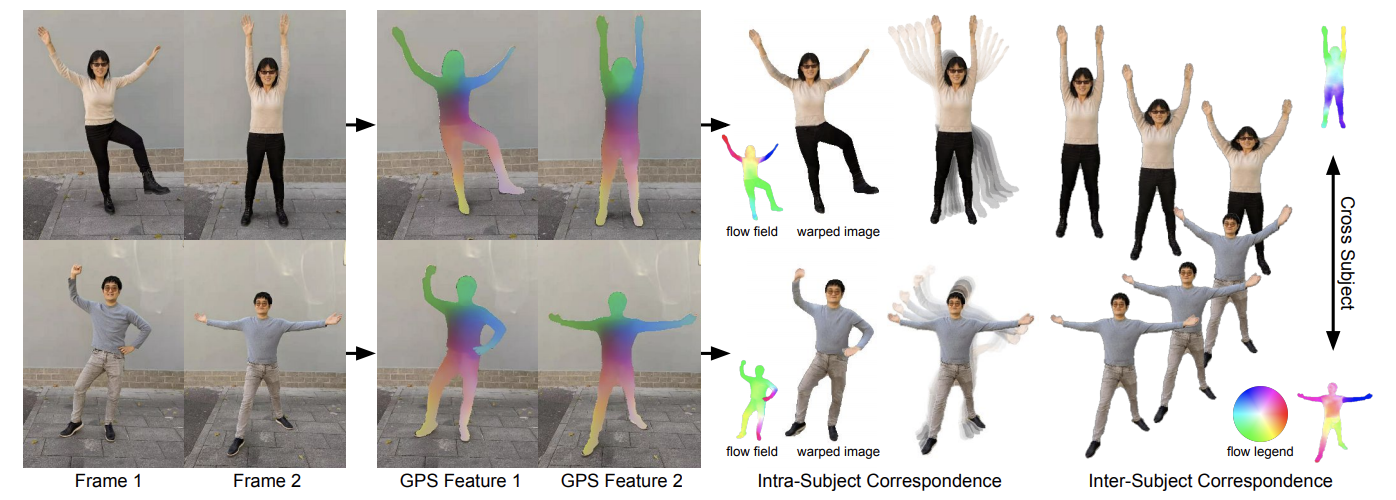 flow field
warped image
Cross Subject
flow field
warped image
flow legend
Frame 1
Frame 2
GPS Feature 1
GPS Feature 2
Intra-Subject Correspondence
Inter-Subject Correspondence